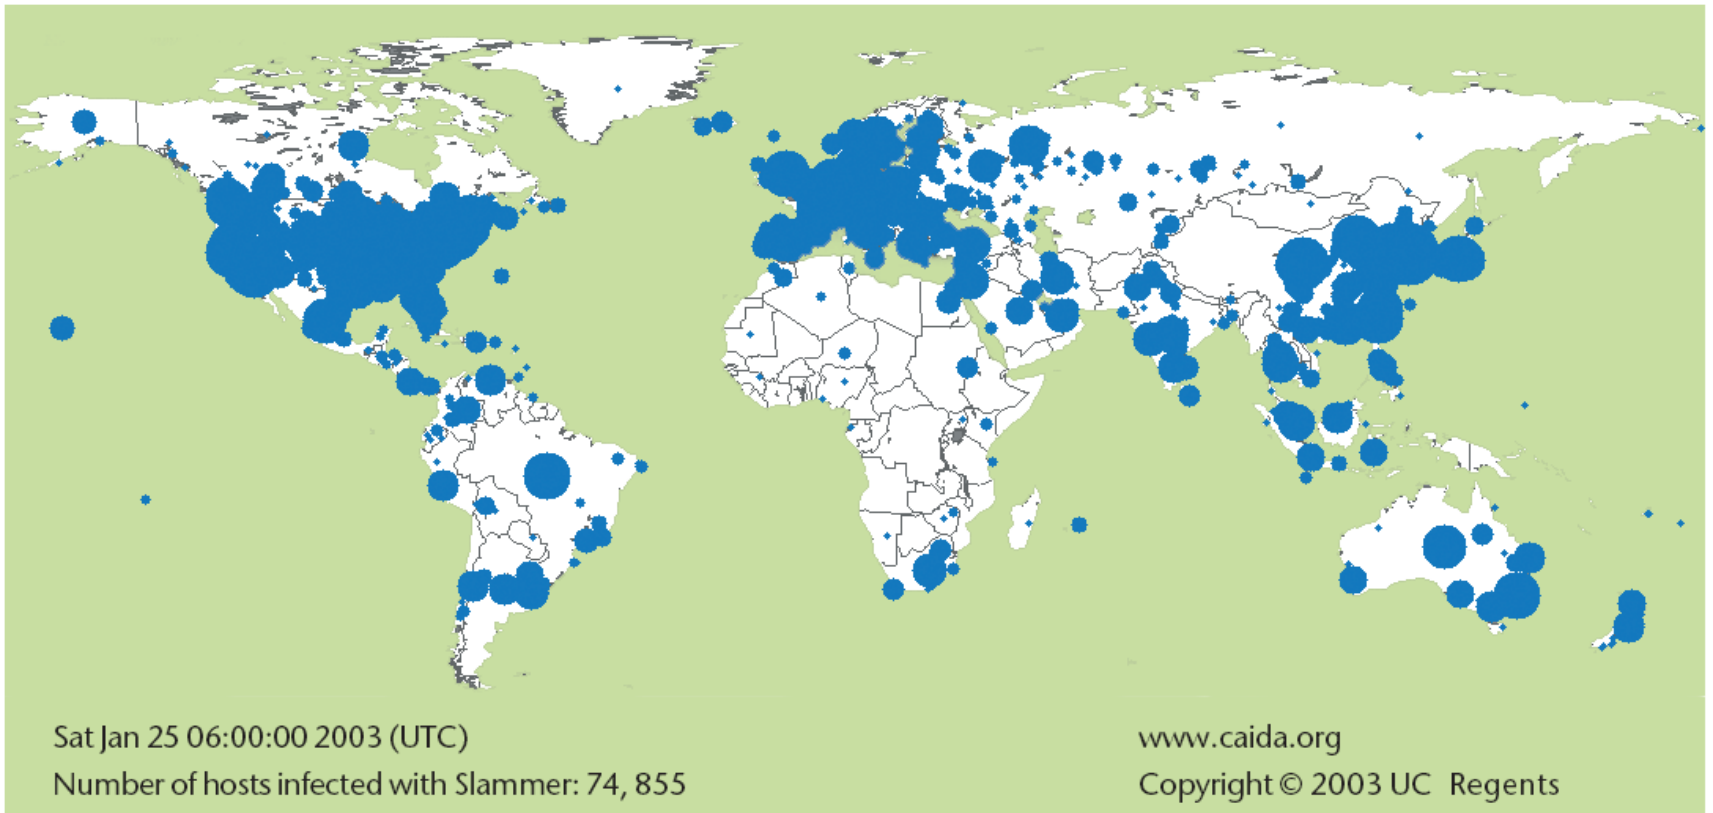 Sat Jan 25 06:00:00 2003 (UTC)
Number of hosts infected with Slammer: 74, 855
www.caida.org
Copyright © 2003 UC Regents